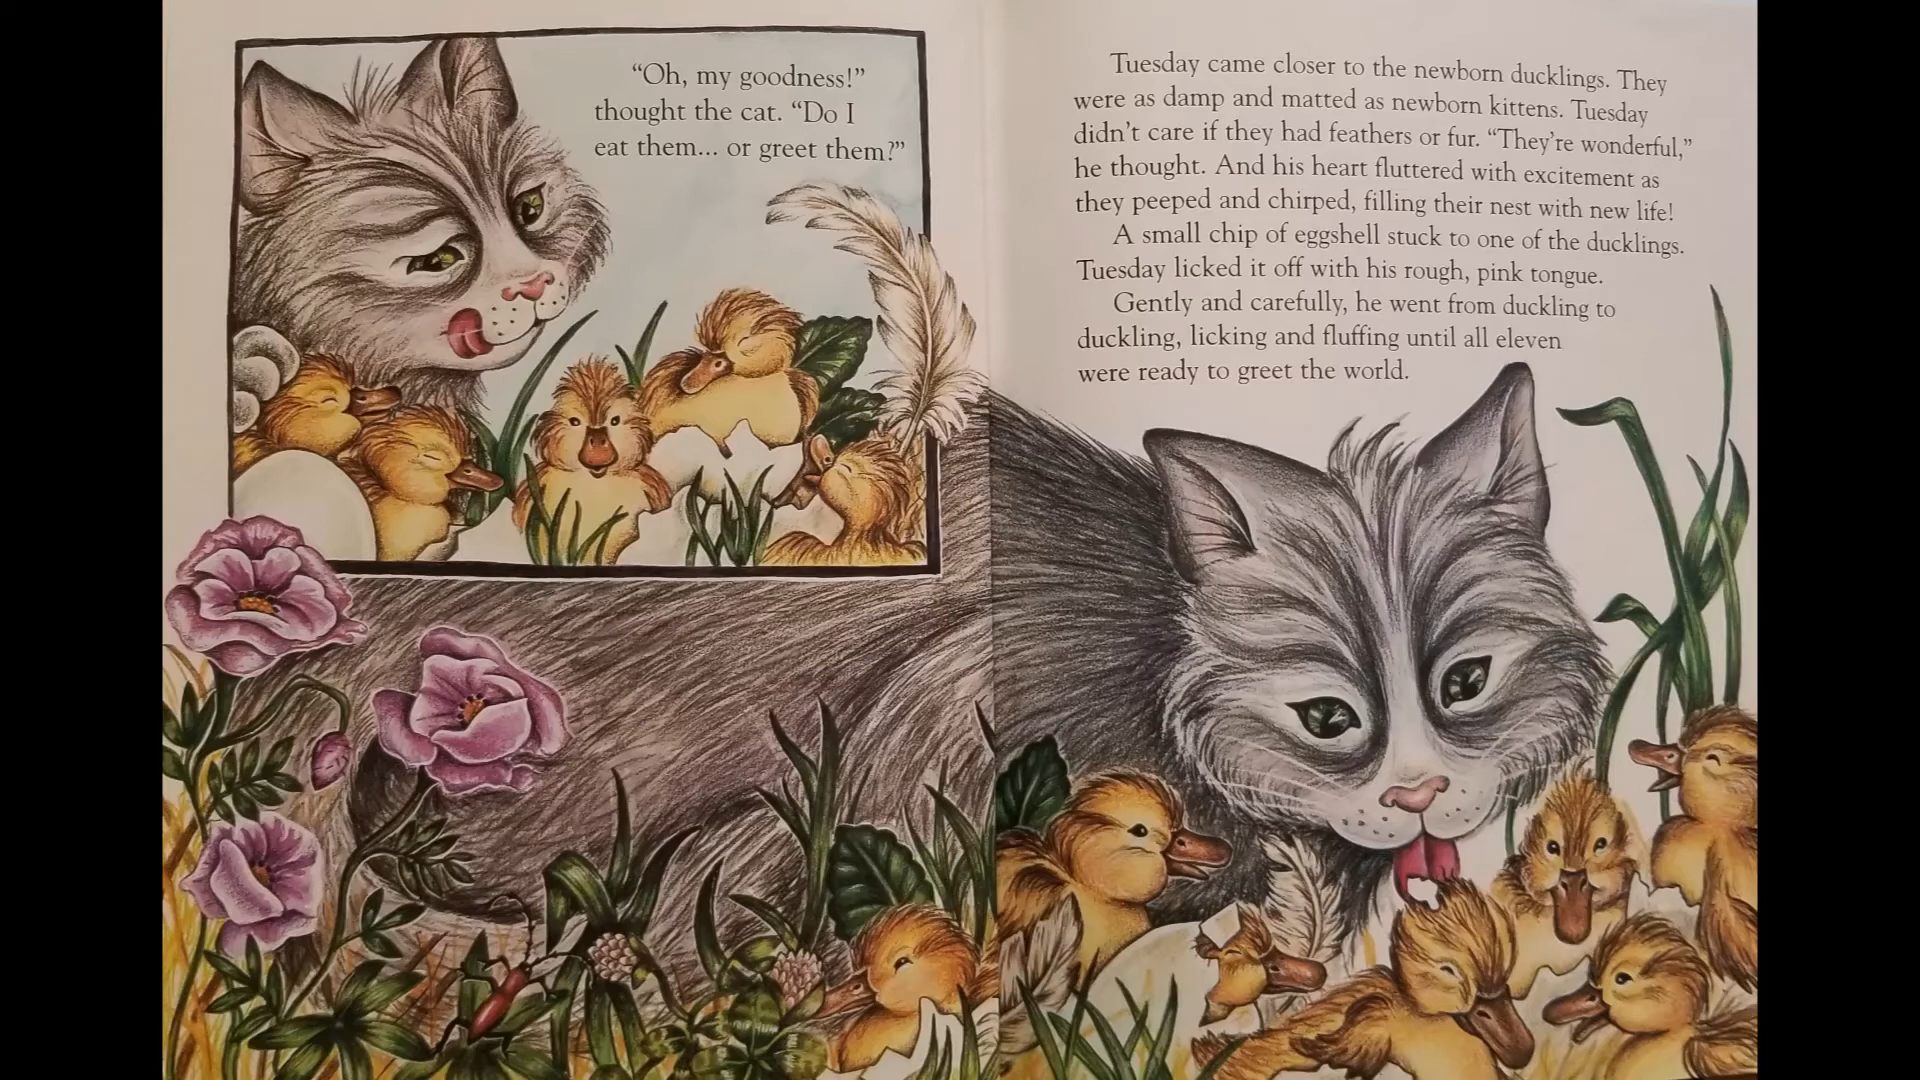 “Oh, my goodness!”
thought the cat. “Do I
eat them... or greet them?”
Tuesday came closer to the newborn ducklings. They
were as damp and matted as newborn kittens. Tuesday
didn’t care if they had feathers or fur. “They’re wonderful,”
he thought. And his heart fluttered with excitement as
they peeped and chirped, filling their nest with new life!
A small chip of eggshell stuck to one of the ducklings.
Tuesday licked it off with his rough, pink tongue.
Gently and carefully, he went from duckling to
duckling, licking and fluffing until all eleven
were ready to greet the world.